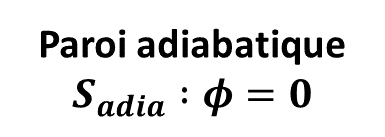 Paroi adiabatique
S_adia : ϕ = 0